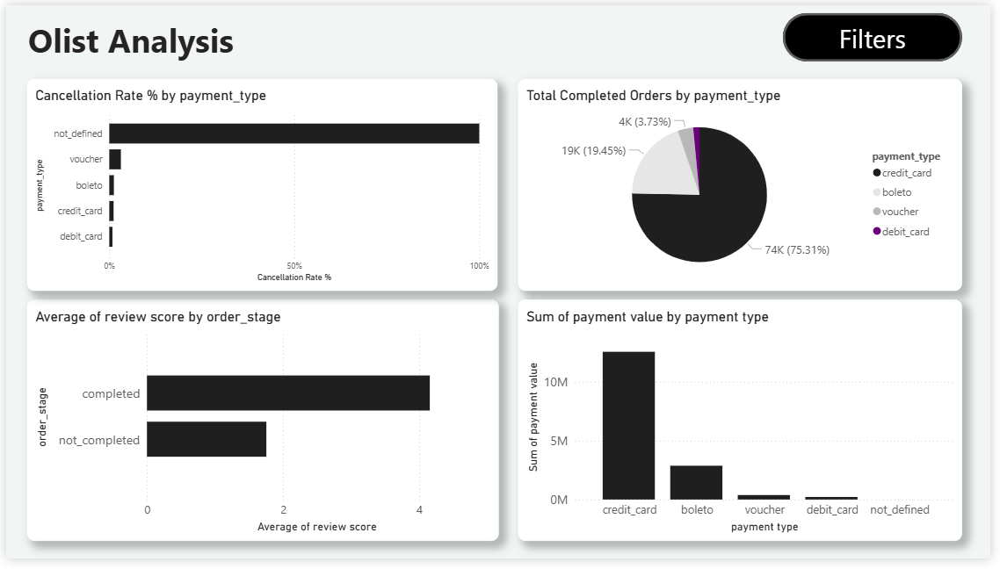 Olist Analysis
Filters
Cancellation Rate % by payment_type
payment_type
not_defined
voucher
boleto
credit_card
debit_card
0%
50%
100%
Cancellation Rate %
Total Completed Orders by payment_type
4K (3.73%)
19K (19.45%)
74K (75.31%)
payment_type
credit_card
boleto
voucher
debit_card
Average of review score by order_stage
order_stage
completed
not_completed
0
2
4
Average of review score
Sum of payment value by payment type
Sum of payment value
10M
5M
0M
credit_card
boleto
voucher
debit_card
not_defined
payment type